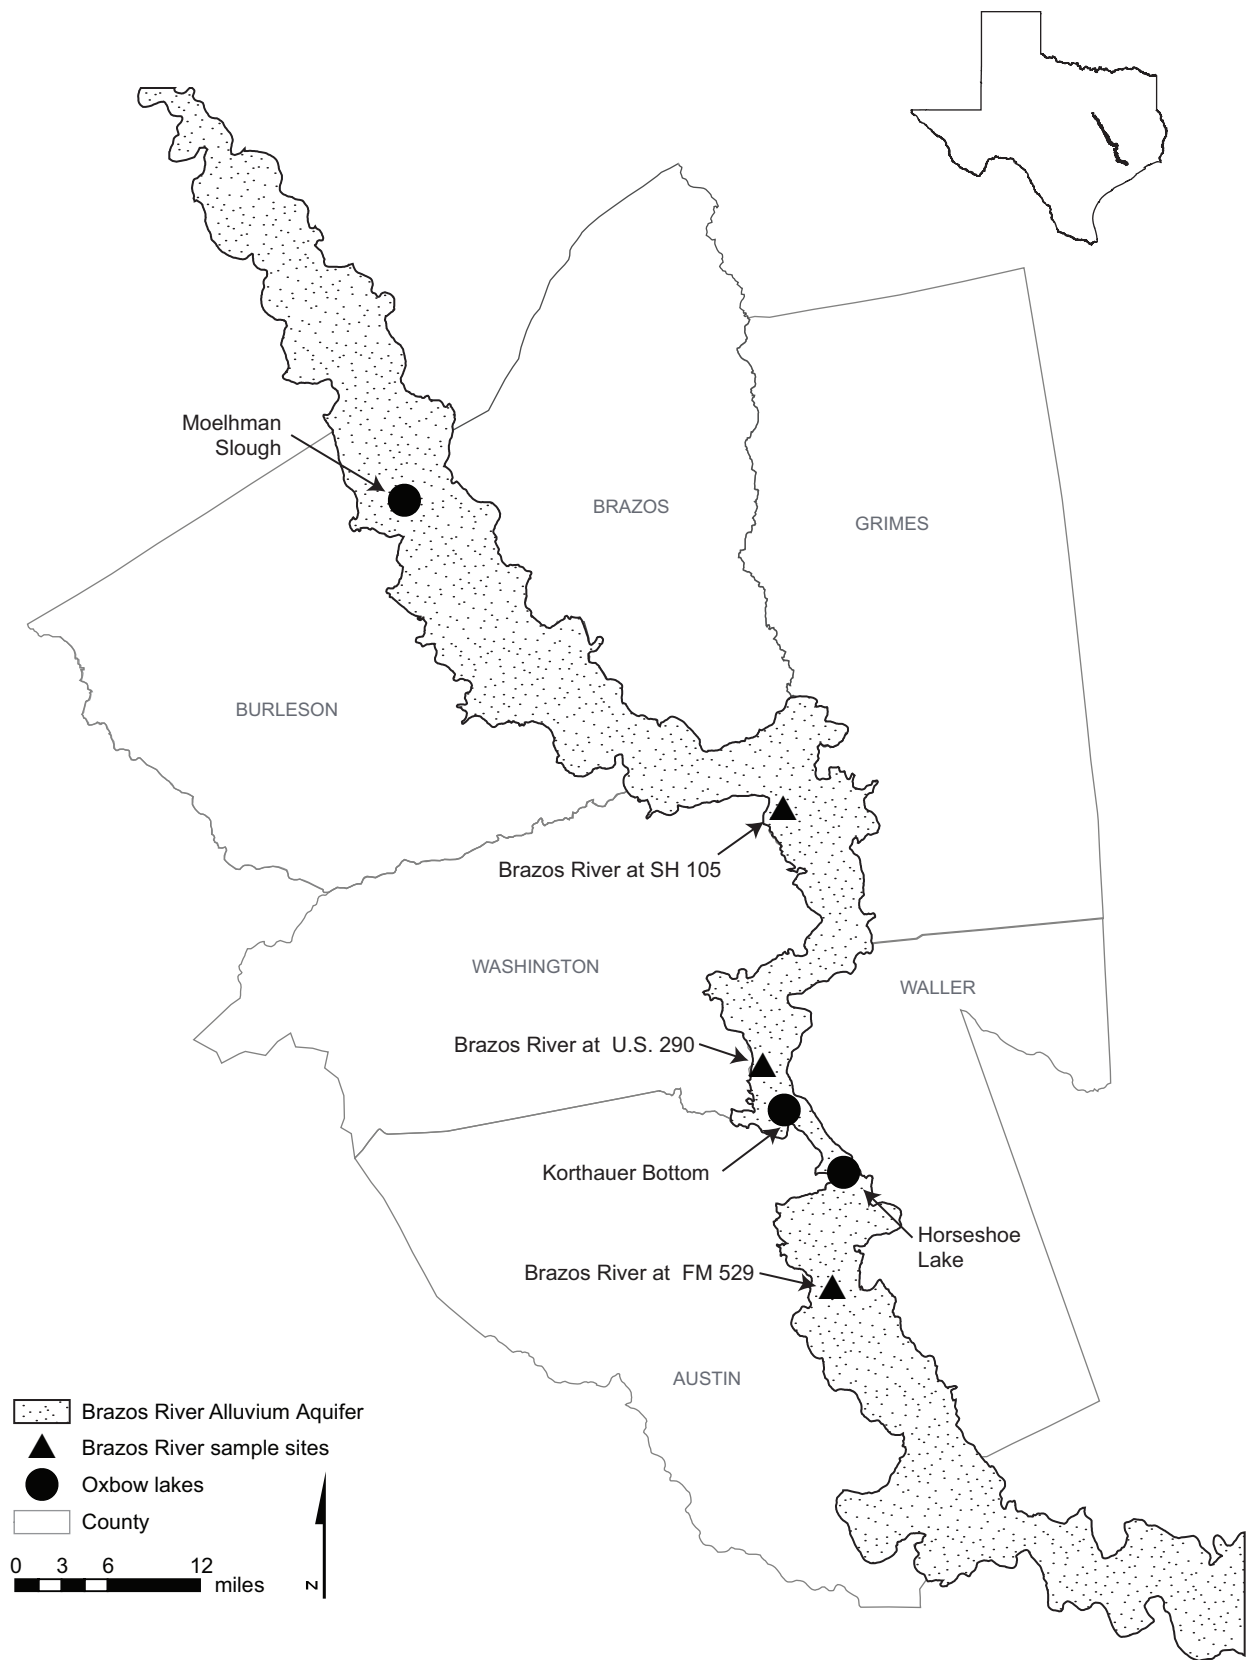 Moelhman
Slough
BRAZOS
GRIMES
BURLESON
Brazos River at SH 105
WASHINGTON
WALLER
Brazos River at U.S. 290
Korthauer Bottom
Horseshoe
Lake
Brazos River at FM 529
AUSTIN
Brazos River Alluvium Aquifer
Brazos River sample sites
Oxbow lakes
County
0 3 6 12
miles
N